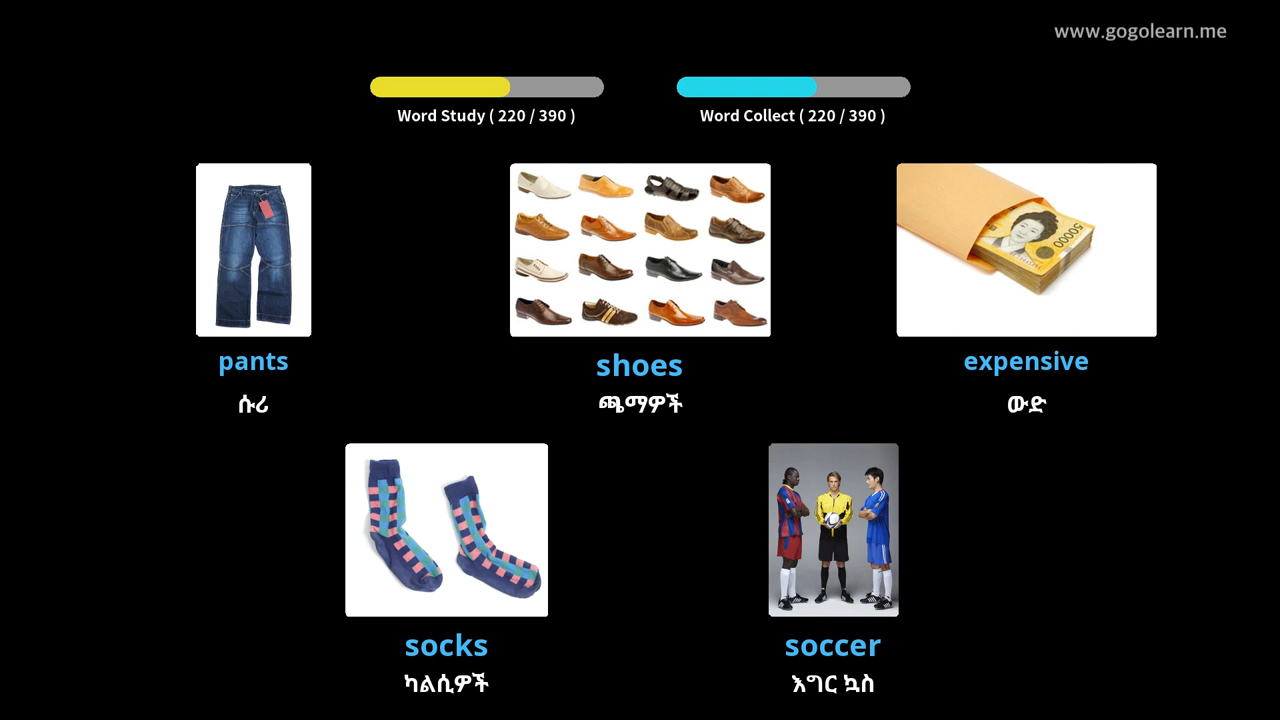 www.gogolearn.me
Word Study ( 220 / 390 )
Word Collect ( 220 / 390 )
50000
pants
shoes
expensive
ሱሪ
ጫማዎች
ውድ
socks
soccer
ካልሲዎች
እግር ኳስ